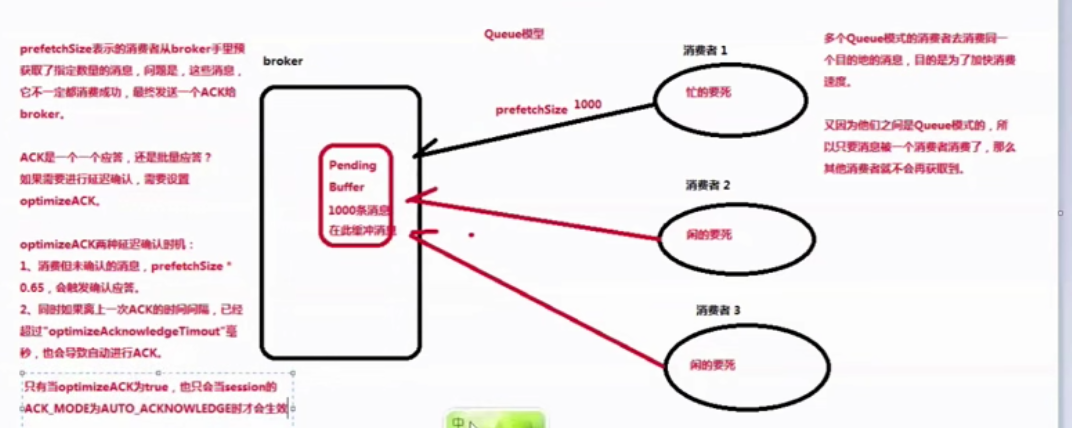 prefetchSize表示的消费者从broker手里预
获取了指定数量的消息，问题是，这些消息，
它不一定都消费成功，最终发送一个ACK给
broker。
ACK是一个一个应答，还是批量应答？
如果需要进行延迟确认，需要设置
optimizeACK。
optimizeACK两种延迟确认时机：
1、消费但未确认的消息，prefetchSize *
0.65，会触发确认应答。
2、同时如果离上一次ACK的时间间隔，已经
超过"optimizeAcknowledgeTimout"毫
秒，也会导致自动进行ACK。
只有当optimizeACK为true，也只会当session的
ACK_MODE为AUTO_ACKNOWLEDGE时才会生效
Queue模型
broker
Pending
Buffer
1000条消息
在此缓冲消息
prefetchSize 1000
消费者 1
忙的要死
消费者 2
闲的要死
消费者 3
闲的要死
多个Queue模式的消费者去消费同一
个目的地的消息，目的是为了加快消费
速度。
又因为他们之间是Queue模式的，所
以只要消息被一个消费者消费了，那么
其他消费者就不会再获取到。
中